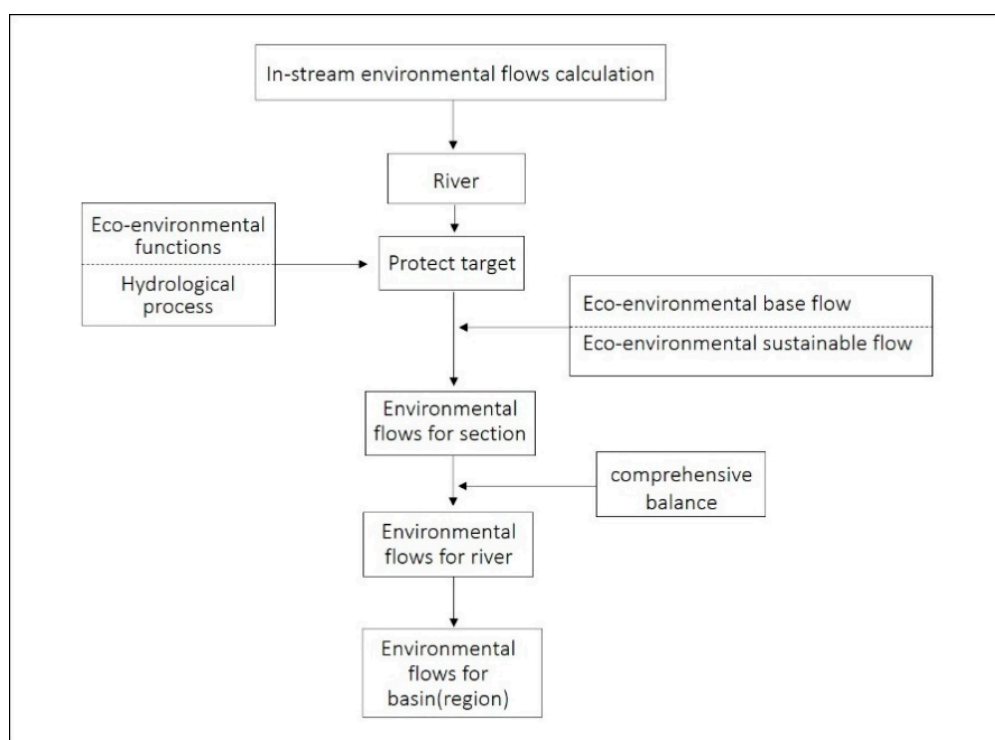 In-stream environmental flows calculation
River
Eco-environmental
functions
Hydrological
process
Protect target
Eco-environmental base flow
Eco-environmental sustainable flow
Environmental
flows for section
comprehensive
balance
Environmental
flows for river
Environmental
flows for
basin(region)